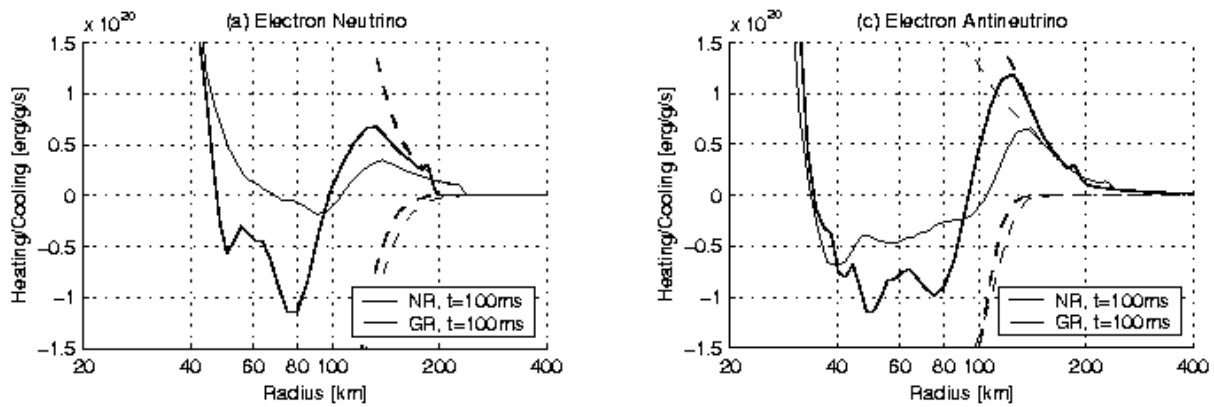 (a) Electron Neutrino
x 10^20
1.5
1
0.5
0
−0.5
−1
−1.5
Heating/Cooling [erg/g/s]
NR, t=100ms
GR, t=100ms
20 40 60 80 100 200 400
Radius [km]
(c) Electron Antineutrino
x 10^20
1.5
1
0.5
0
−0.5
−1
−1.5
Heating/Cooling [erg/g/s]
NR, t=100ms
GR, t=100ms
20 40 60 80 100 200 400
Radius [km]